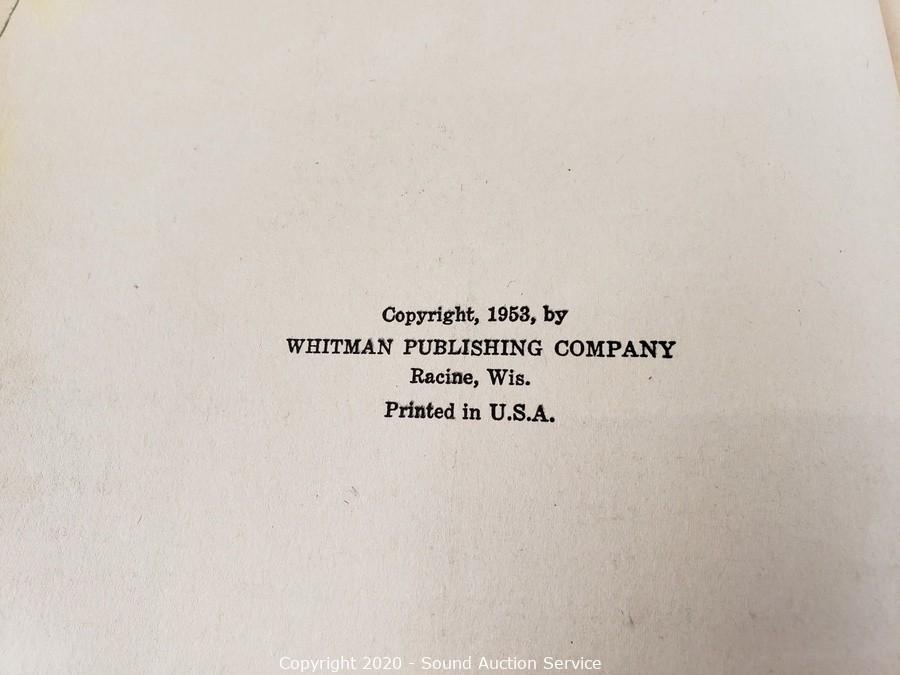 Copyright, 1953, by
WHITMAN PUBLISHING COMPANY
Racine, Wis.
Printed in U.S.A.
Copyright 2020 - Sound Auction Service